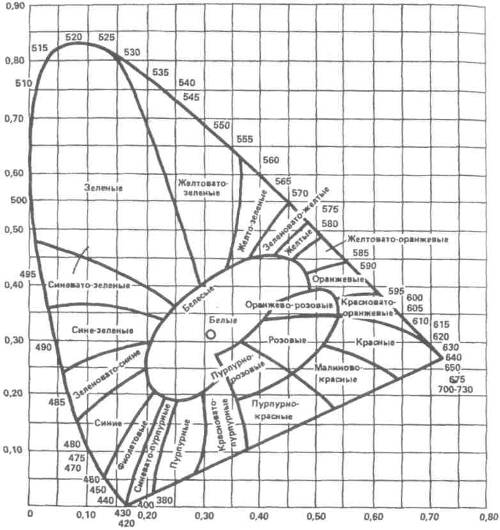 0,90
520
525
515
530
0,80
535
540
545
510
0,70
550
555
560
0,60
565
Зеленые
Желтовато-
зеленые
570
500
Желто-зеленые
Зеленовато-желтые
575
0,50
580
Желтые
Желтовато-оранжевые
585
590
495
Оранжевые
Синевато-зеленые
0,40
Белесые
595
600
Оранжево-розовые
Красновато-
оранжевые
605
610
Белые
615
Сине-зеленые
620
0,30
Розовые
Красные
490
630
640
650
Пурпурно-
розовые
Зеленовато-синие
Малиново-
красные
675
700-730
0,20
485
Пурпурно-
красные
Синие
Красновато-
пурпурные
Фиолетовые
Синевато-пурпурные
Пурпурные
480
0,10
475
470
460
450
380
440
400
0
430
0,10
0,20
0,30
0,40
0,50
0,60
0,70
0,80
420